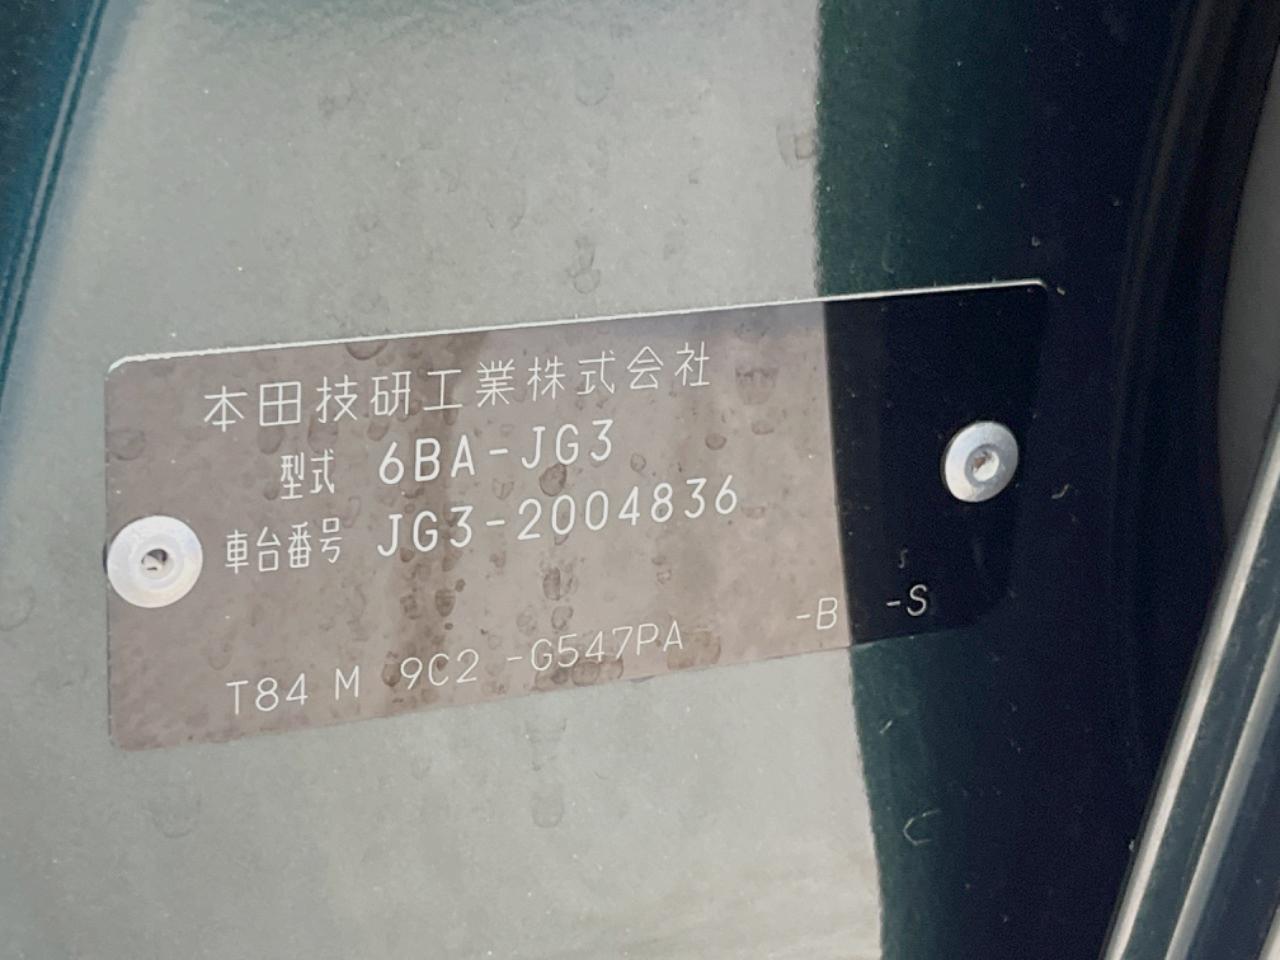 本田技研工業株式会社
型式 6BA-JG3
車台番号 JG3-2004836
T84 M 9C2 -G547PA -B -S